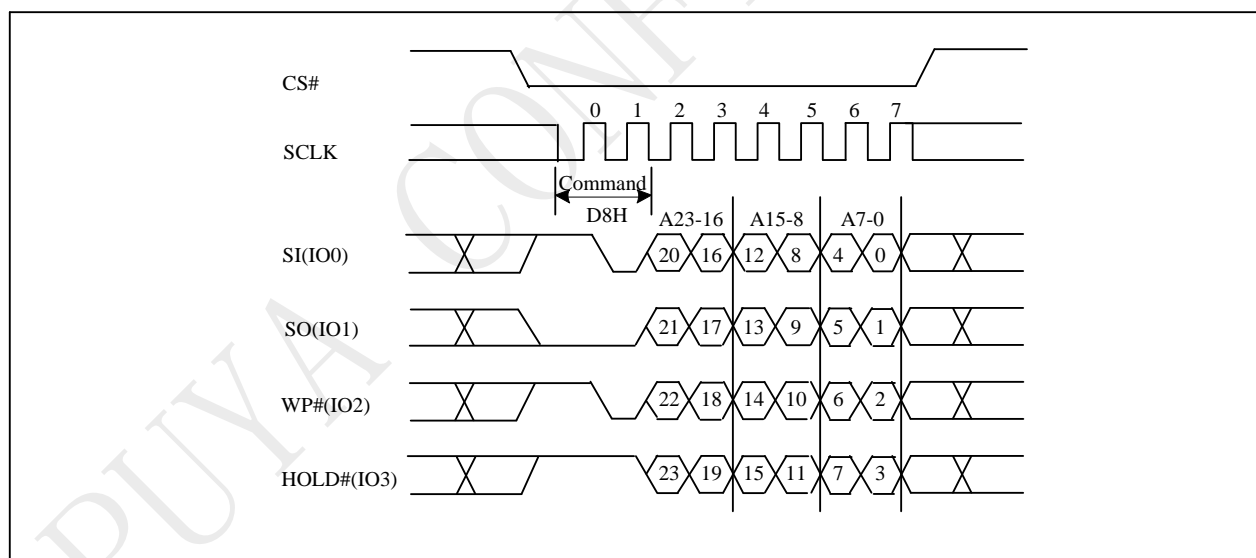 CS#
0 1 2 3 4 5 6 7
SCLK
Command
D8H
A23-16 A15-8 A7-0
SI(IO0)
20 16 12 8 4 0
SO(IO1)
21 17 13 9 5 1
WP#(IO2)
22 18 14 10 6 2
HOLD#(IO3)
23 19 15 11 7 3
PUYA CONF